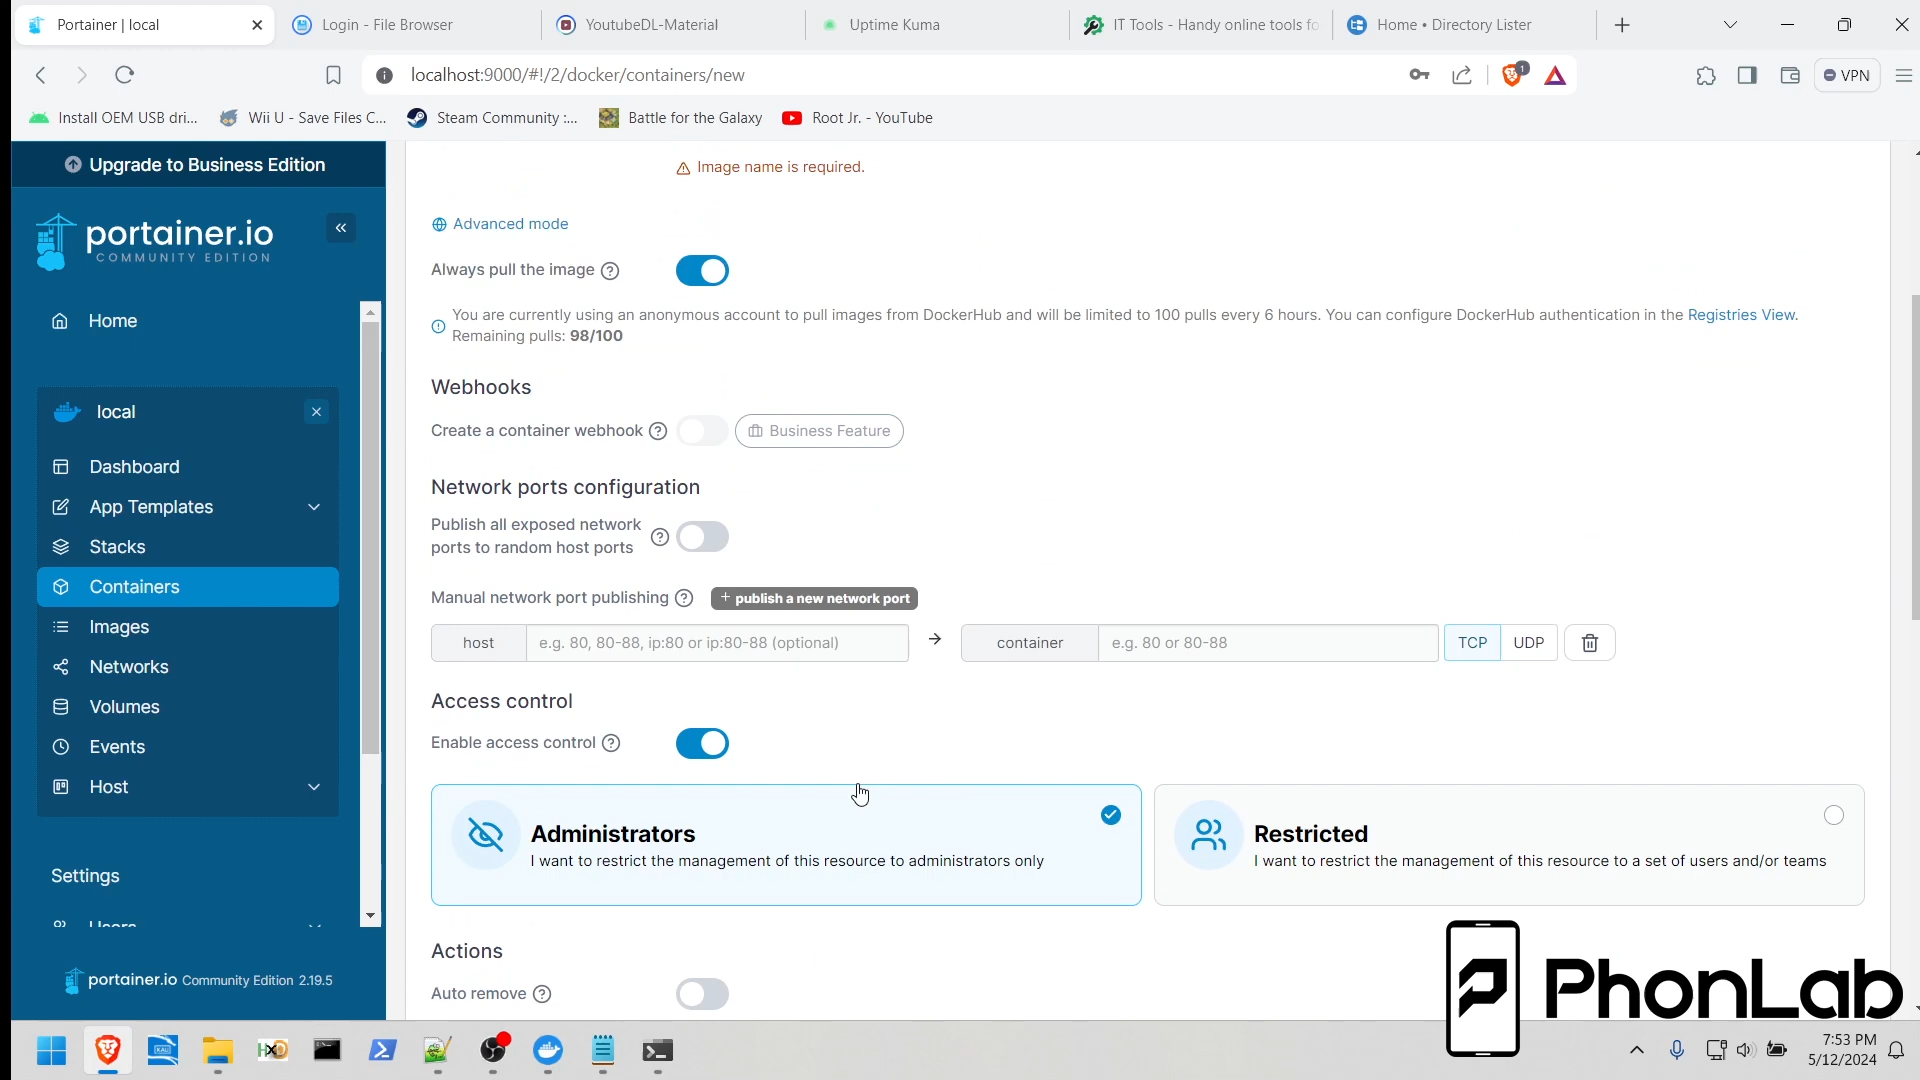 Portainer | local
Login - File Browser
YoutubeDL-Material
Uptime Kuma
IT Tools - Handy online tools fo
Home • Directory Lister
localhost:9000/#!/2/docker/containers/new
1
VPN
Install OEM USB dri...
Wii U - Save Files C...
Steam Community :...
Battle for the Galaxy
Root Jr. - YouTube
Upgrade to Business Edition
portainer.io
COMMUNITY EDITION
Home
local
Dashboard
App Templates
Stacks
Containers
Images
Networks
Volumes
Events
Host
Settings
Users
portainer.io Community Edition 2.19.5
Image name is required.
Advanced mode
Always pull the image
You are currently using an anonymous account to pull images from DockerHub and will be limited to 100 pulls every 6 hours. You can configure DockerHub authentication in the Registries View.
Remaining pulls: 98/100
Webhooks
Create a container webhook
Business Feature
Network ports configuration
Publish all exposed network
ports to random host ports
Manual network port publishing
+ publish a new network port
host
e.g. 80, 80-88, ip:80 or ip:80-88 (optional)
container
e.g. 80 or 80-88
TCP
UDP
Access control
Enable access control
Administrators
I want to restrict the management of this resource to administrators only
Restricted
I want to restrict the management of this resource to a set of users and/or teams
Actions
Auto remove
PhonLab
7:53 PM
5/12/2024